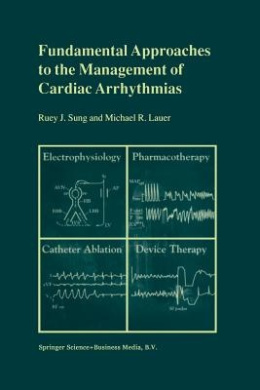 Fundamental Approaches
to the Management of
Cardiac Arrhythmias
Ruey J. Sung and Michael R. Lauer
Electrophysiology
Pharmacotherapy
Catheter Ablation
Device Therapy
Springer Science+Business Media, B.V.